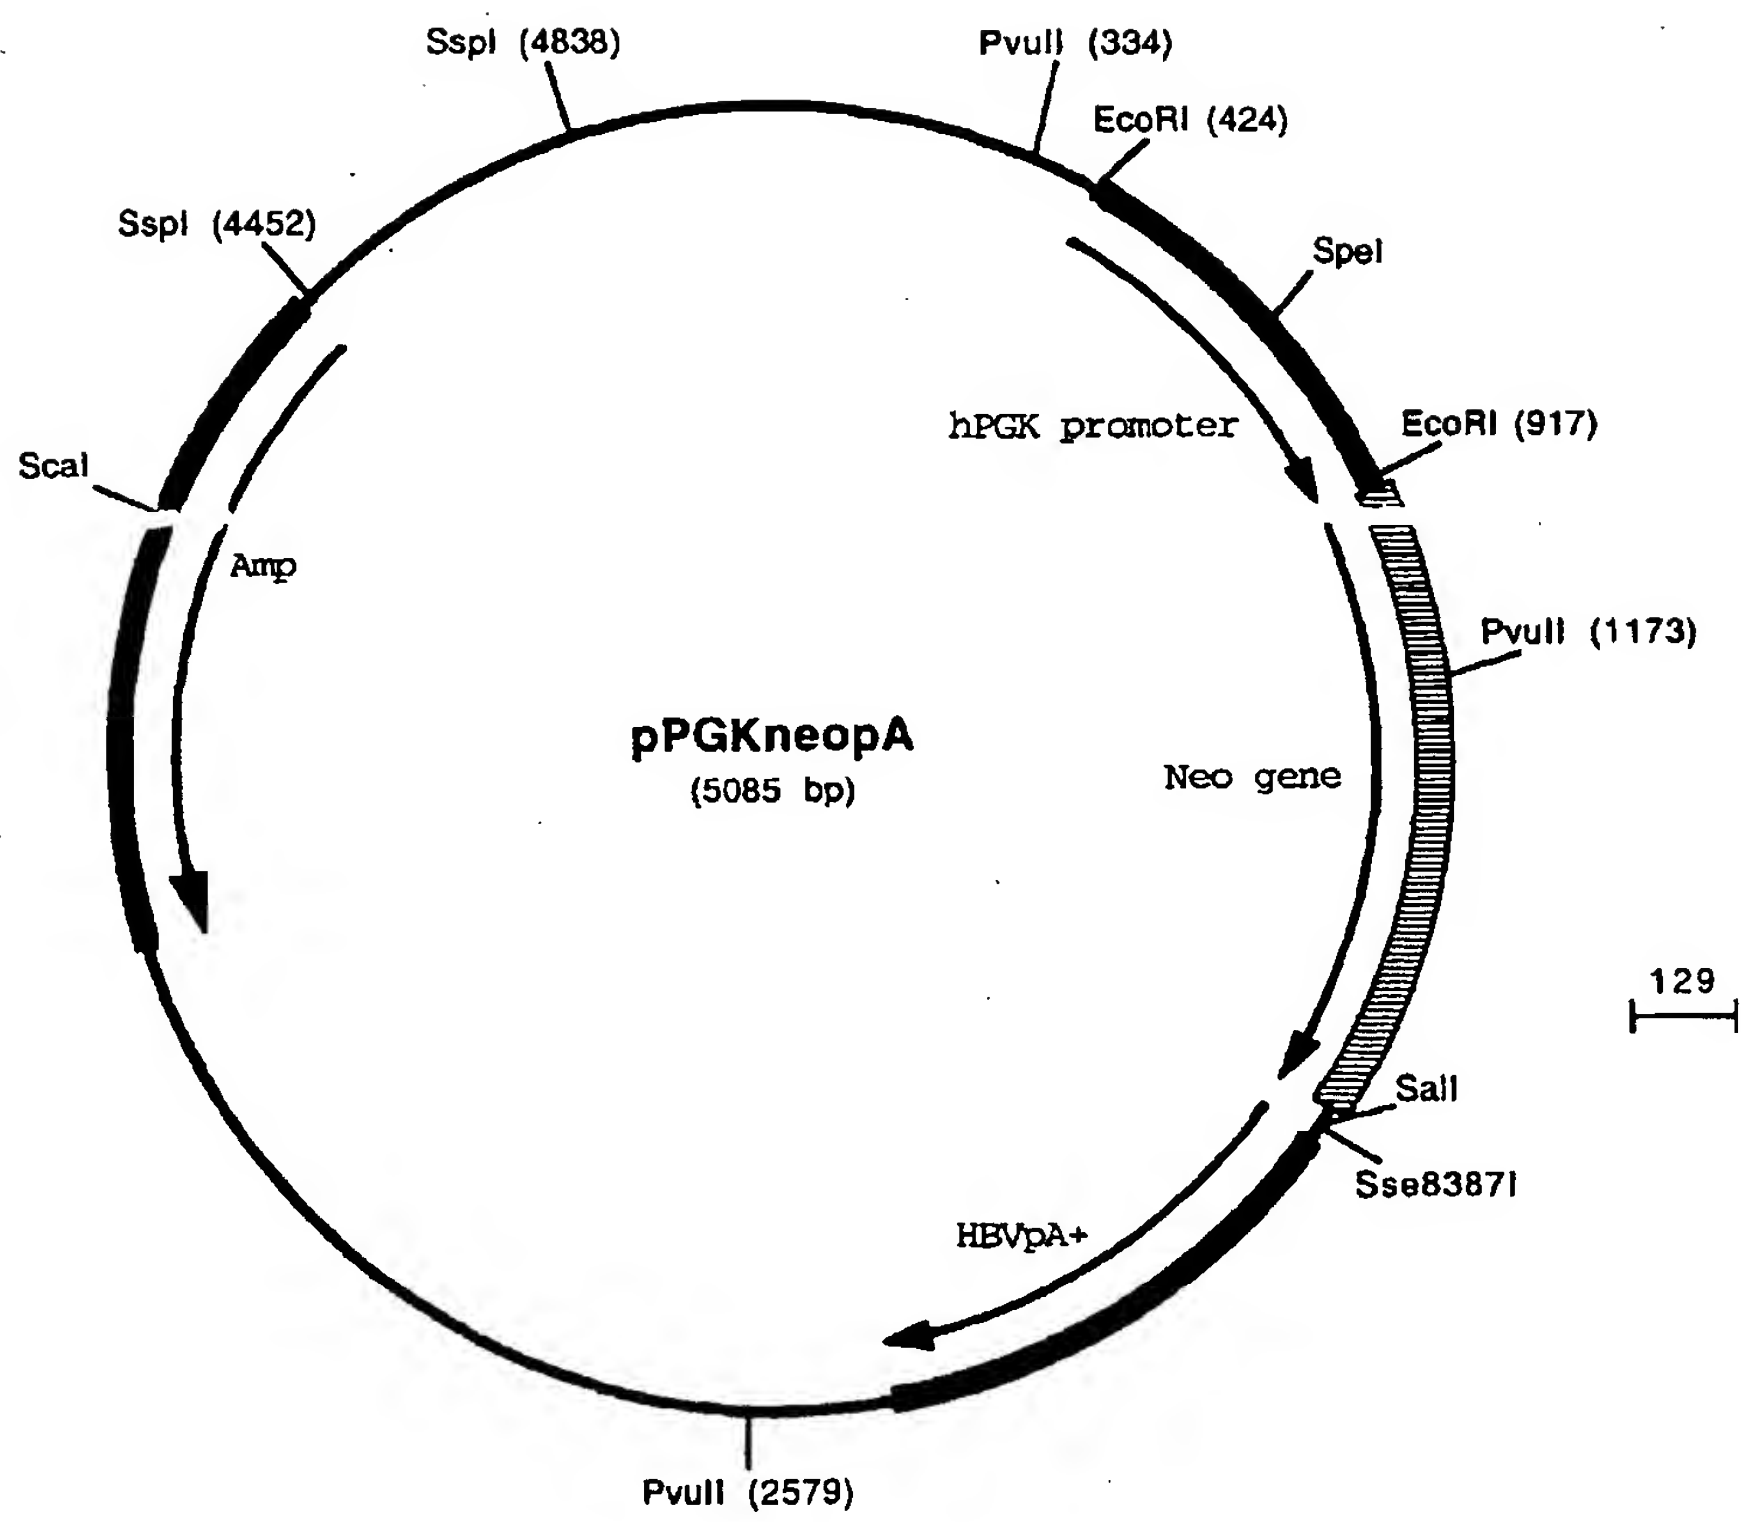 SspI (4838)
PvuII (334)
EcoRI (424)
SspI (4452)
SpeI
hPGK promoter
EcoRI (917)
ScaI
Amp
PvuII (1173)
pPGKneopA
(5085 bp)
Neo gene
129
SalI
Sse8387I
HBVpA+
PvuII (2579)